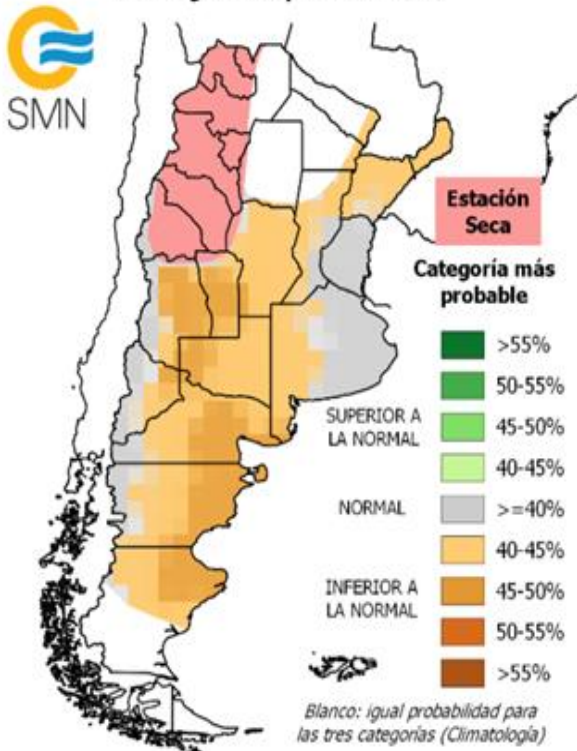 SMN
Estación
Seca
Categoría más
probable
>55%
50-55%
SUPERIOR A
LA NORMAL
45-50%
40-45%
NORMAL
>=40%
40-45%
INFERIOR A
LA NORMAL
45-50%
50-55%
>55%
Blanco: igual probabilidad para
las tres categorías (Climatología)